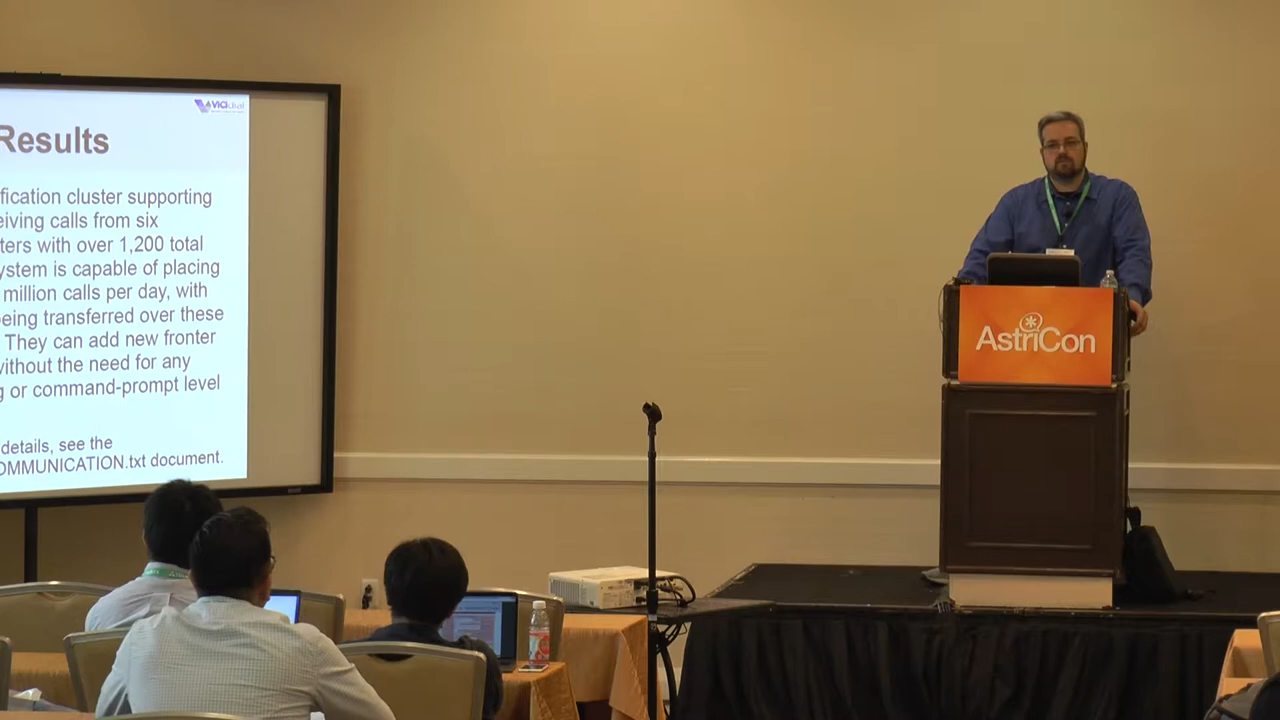 VICIdial
Results
fication cluster supporting
eiving calls from six
ters with over 1,200 total
ystem is capable of placing
million calls per day, with
being transferred over these
They can add new fronter
without the need for any
g or command-prompt level
details, see the
OMMUNICATION.txt document.
AstriCon